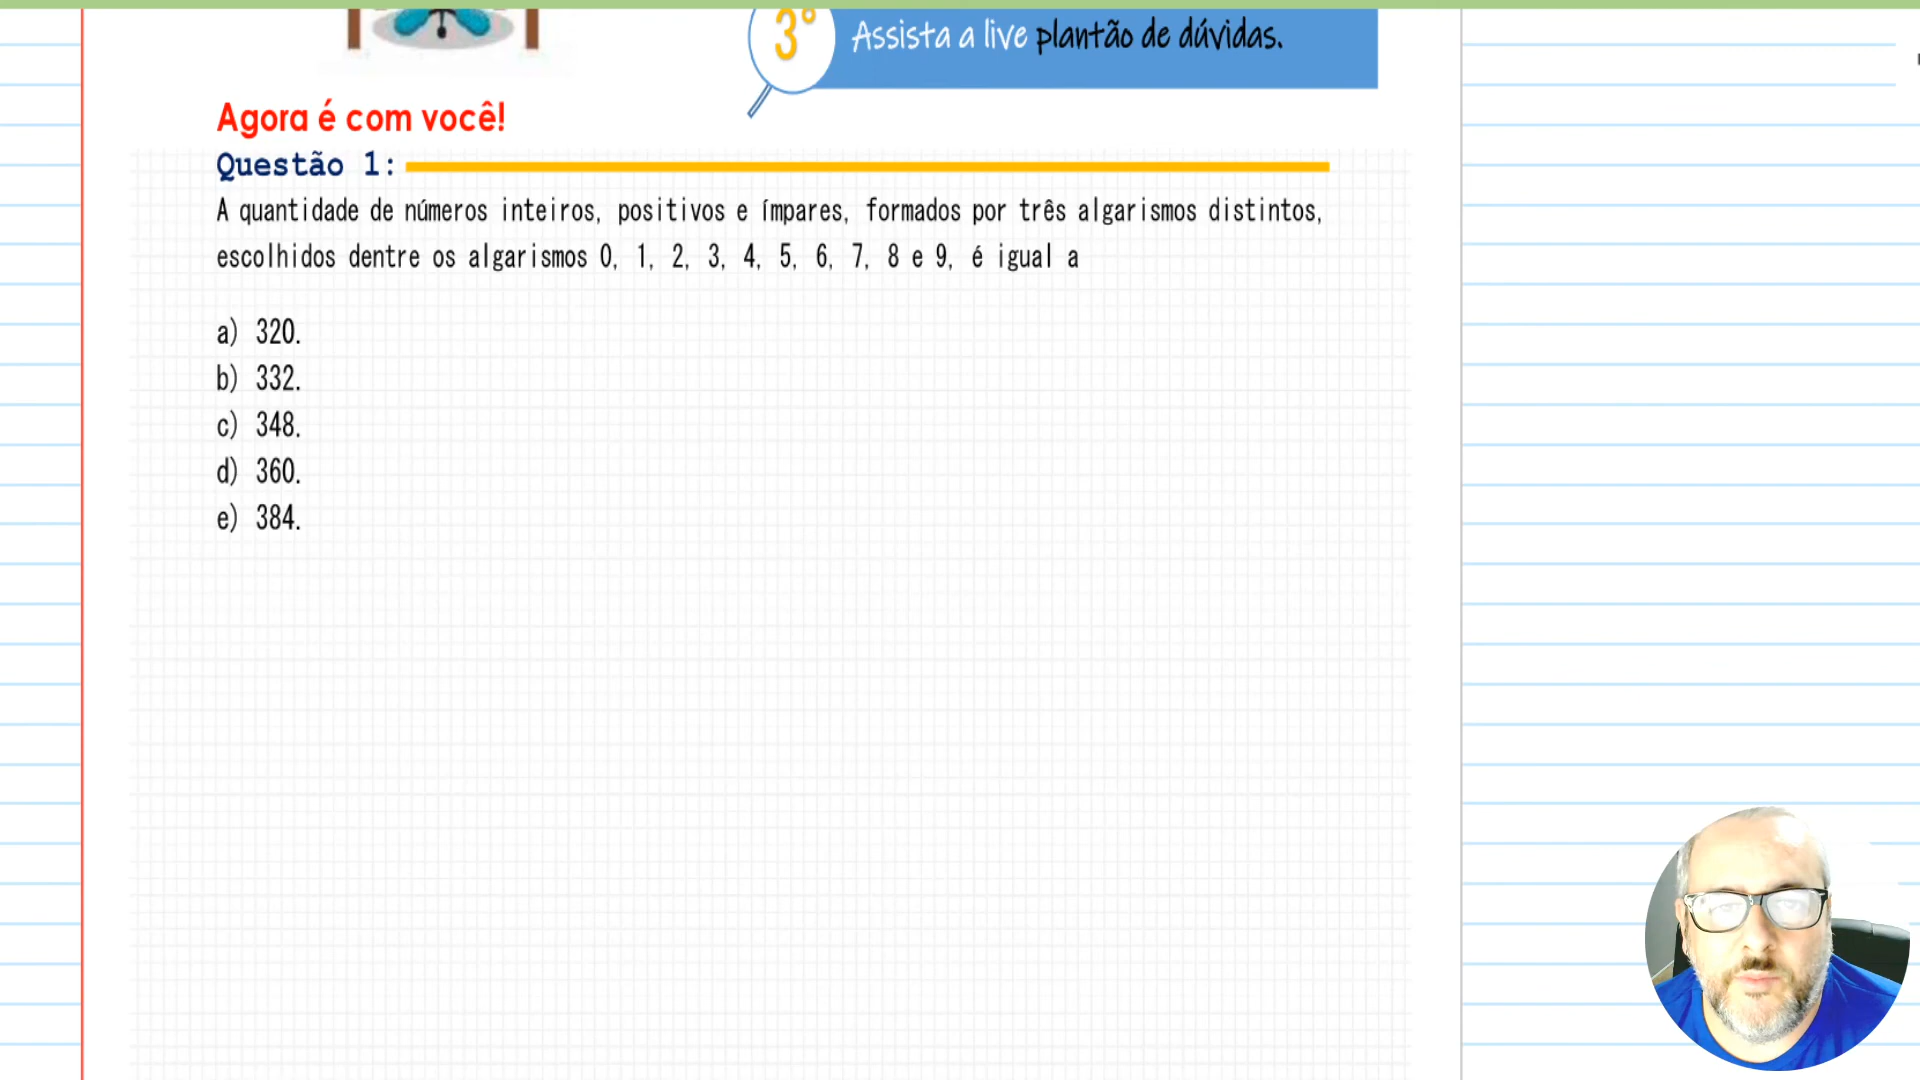 3°
Assista a live plantão de dúvidas.
Agora é com você!
Questão 1:
A quantidade de números inteiros, positivos e ímpares, formados por três algarismos distintos,
escolhidos dentre os algarismos 0, 1, 2, 3, 4, 5, 6, 7, 8 e 9, é igual a
a) 320.
b) 332.
c) 348.
d) 360.
e) 384.